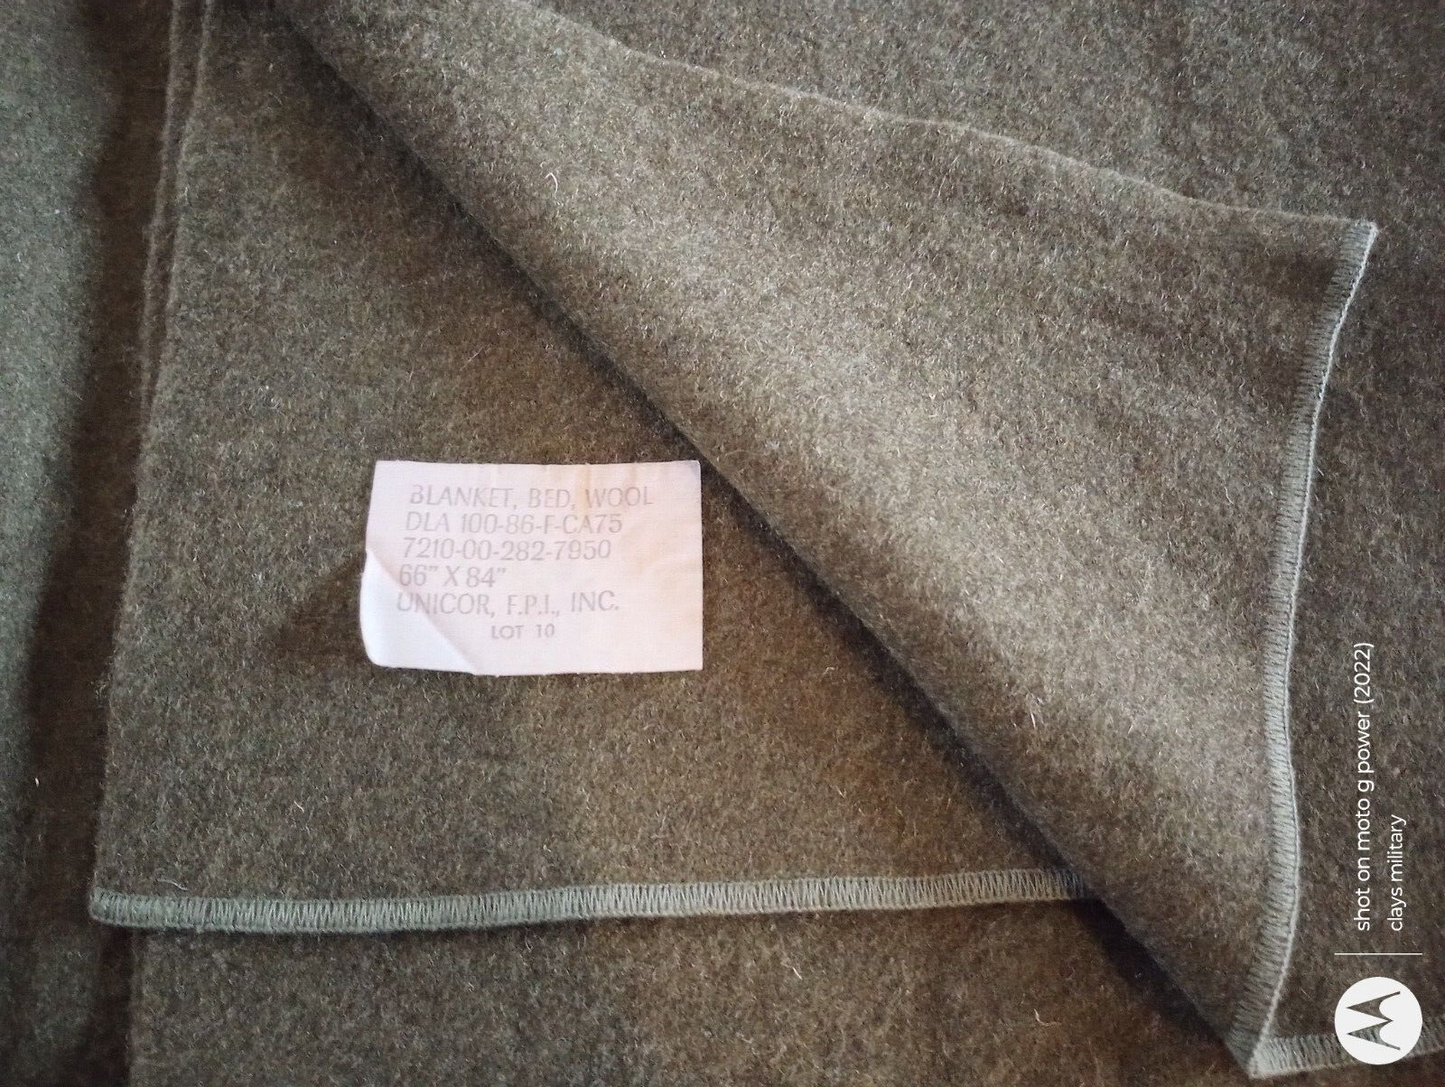 BLANKET, BED, WOOL
DLA 100-86-F-CA75
7210-00-282-7950
66" X 84"
UNICOR, F.P.I., INC.
LOT 10
shot on moto g power (2022)
clays military